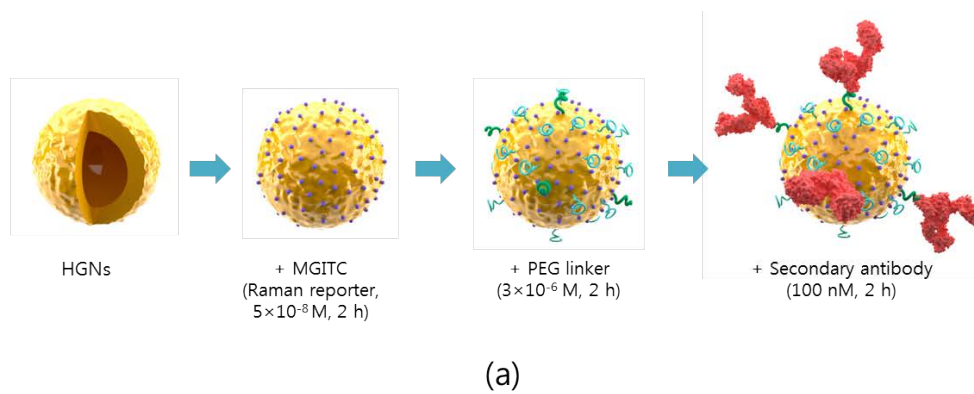 HGNs
+ MGITC
(Raman reporter,
5×10⁻⁸ M, 2 h)
+ PEG linker
(3×10⁻⁶ M, 2 h)
+ Secondary antibody
(100 nM, 2 h)
(a)